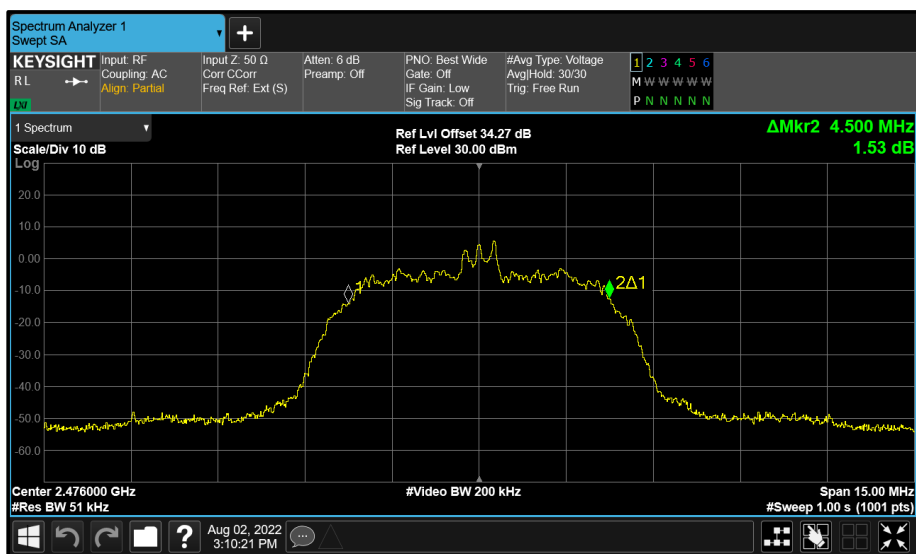 Spectrum Analyzer 1
Swept SA
+
KEYSIGHT
RL
LXI
Input: RF
Coupling: AC
Align: Partial
Input Z: 50 Ω
Corr CCorr
Freq Ref: Ext (S)
Atten: 6 dB
Preamp: Off
PNO: Best Wide
Gate: Off
IF Gain: Low
Sig Track: Off
#Avg Type: Voltage
Avg|Hold: 30/30
Trig: Free Run
1 2 3 4 5 6
M W W W W W
P N N N N N
1 Spectrum
Scale/Div 10 dB
Ref Lvl Offset 34.27 dB
Ref Level 30.00 dBm
ΔMkr2 4.500 MHz
1.53 dB
Log
20.0
10.0
0.00
-10.0
-20.0
-30.0
-40.0
-50.0
-60.0
1
2Δ1
Center 2.476000 GHz
#Res BW 51 kHz
#Video BW 200 kHz
Span 15.00 MHz
#Sweep 1.00 s (1001 pts)
?
Aug 02, 2022
3:10:21 PM